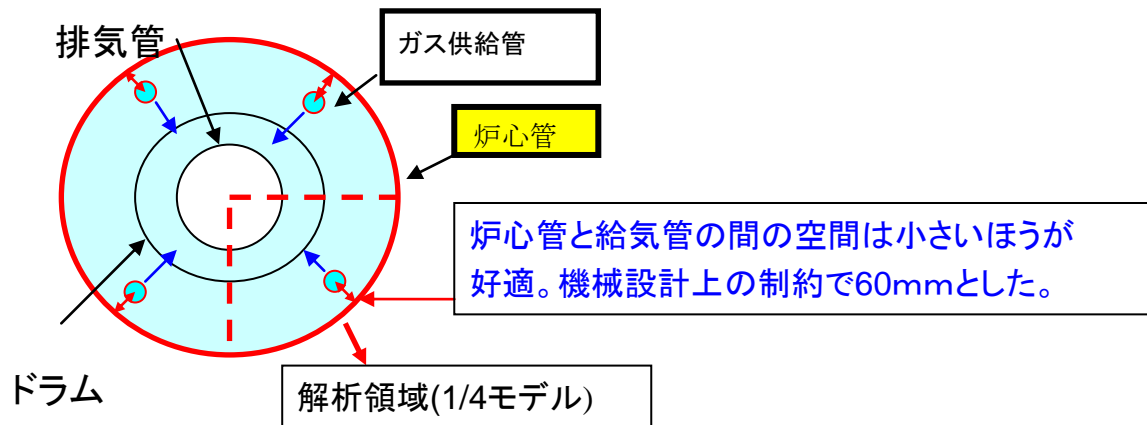 排気管
ガス供給管
炉心管
炉心管と給気管の間の空間は小さいほうが
好適。機械設計上の制約で60mmとした。
ドラム
解析領域(1/4モデル)